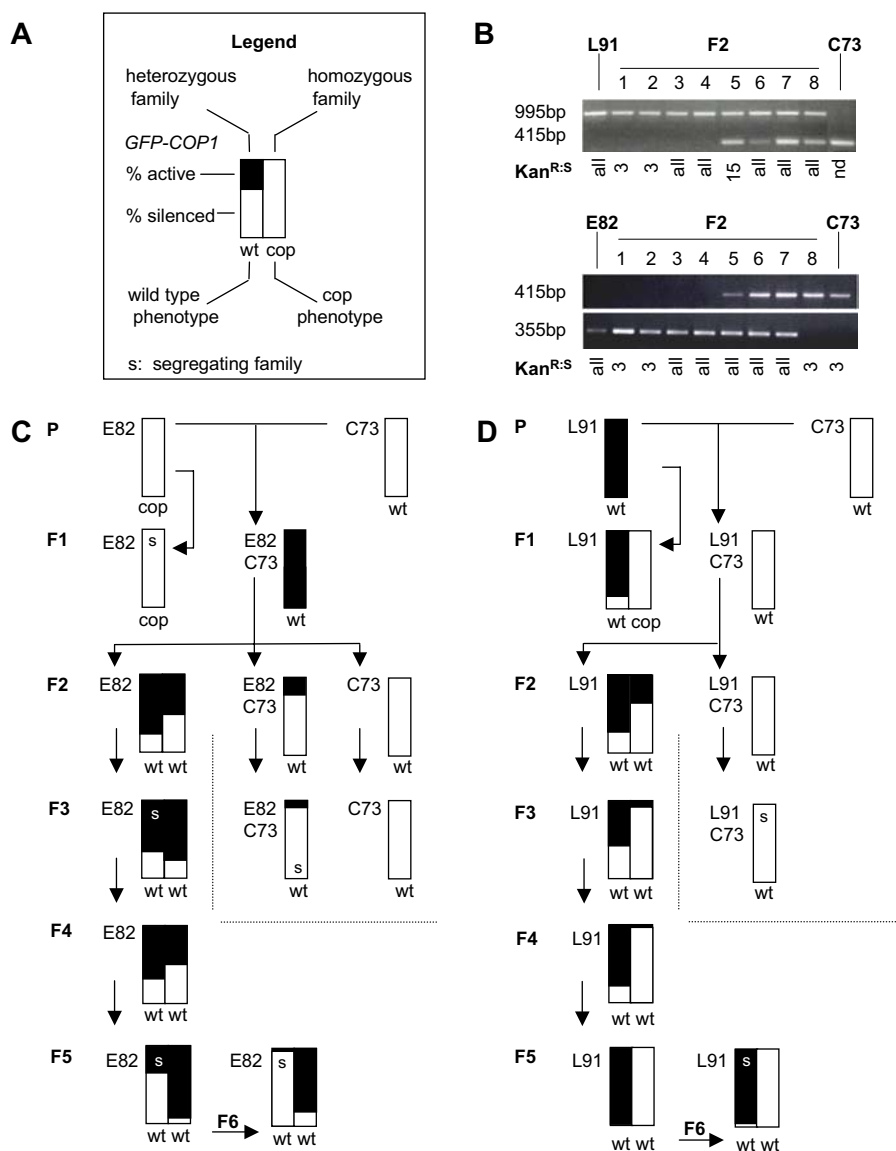 A
Legend
heterozygous family
homozygous family
GFP-COP1
% active
% silenced
wt cop
wild type phenotype
cop phenotype
s: segregating family
B
L91 F2 C73
1 2 3 4 5 6 7 8
995bp
415bp
Kan R:S all 3 3 all all 15 all all all nd
E82 F2 C73
1 2 3 4 5 6 7 8
415bp
355bp
Kan R:S all 3 3 all all 15 all all 3 3
C
P E82 C73
cop wt
F1 E82 s E82 C73
cop wt
F2 E82 E82 C73 C73
wt wt wt wt
F3 E82 s E82 C73 s C73
wt wt wt wt
F4 E82
wt wt
F5 E82 s E82 s
wt wt F6 wt wt
D
P L91 C73
wt wt
F1 L91 L91 C73
wt cop wt
F2 L91 L91 C73
wt wt wt
F3 L91 L91 C73 s
wt wt wt
F4 L91
wt wt
F5 L91 L91 s
wt wt F6 wt wt